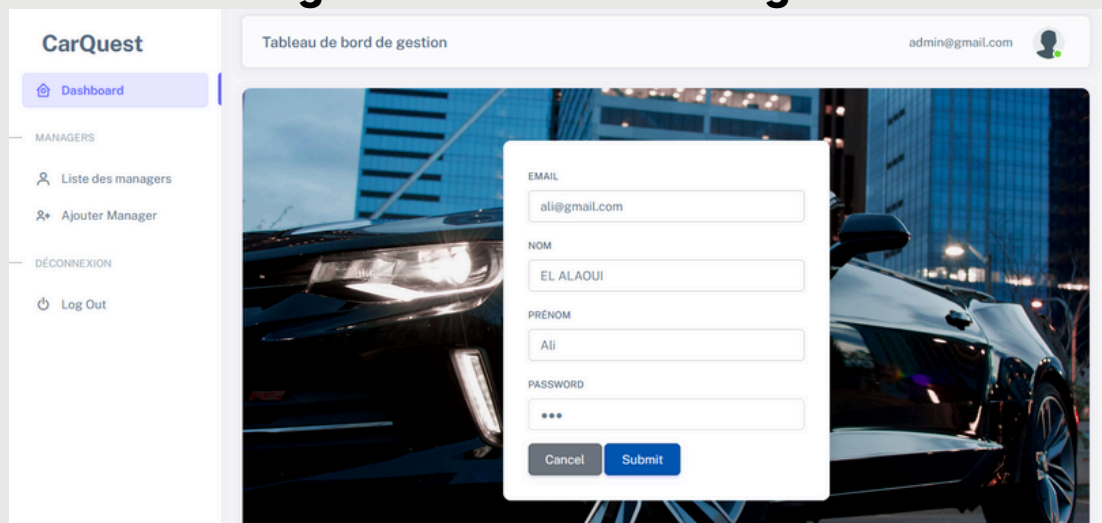 CarQuest
Tableau de bord de gestion
admin@gmail.com
Dashboard
MANAGERS
Liste des managers
Ajouter Manager
DÉCONNEXION
Log Out
EMAIL
ali@gmail.com
NOM
EL ALAOUI
PRÉNOM
Ali
PASSWORD
•••
Cancel Submit